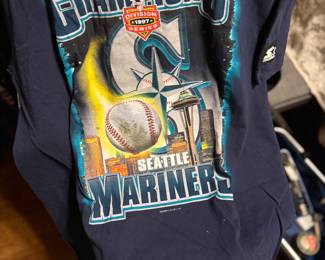 DIVISION
1997
SERIES
SEATTLE
MARINERS